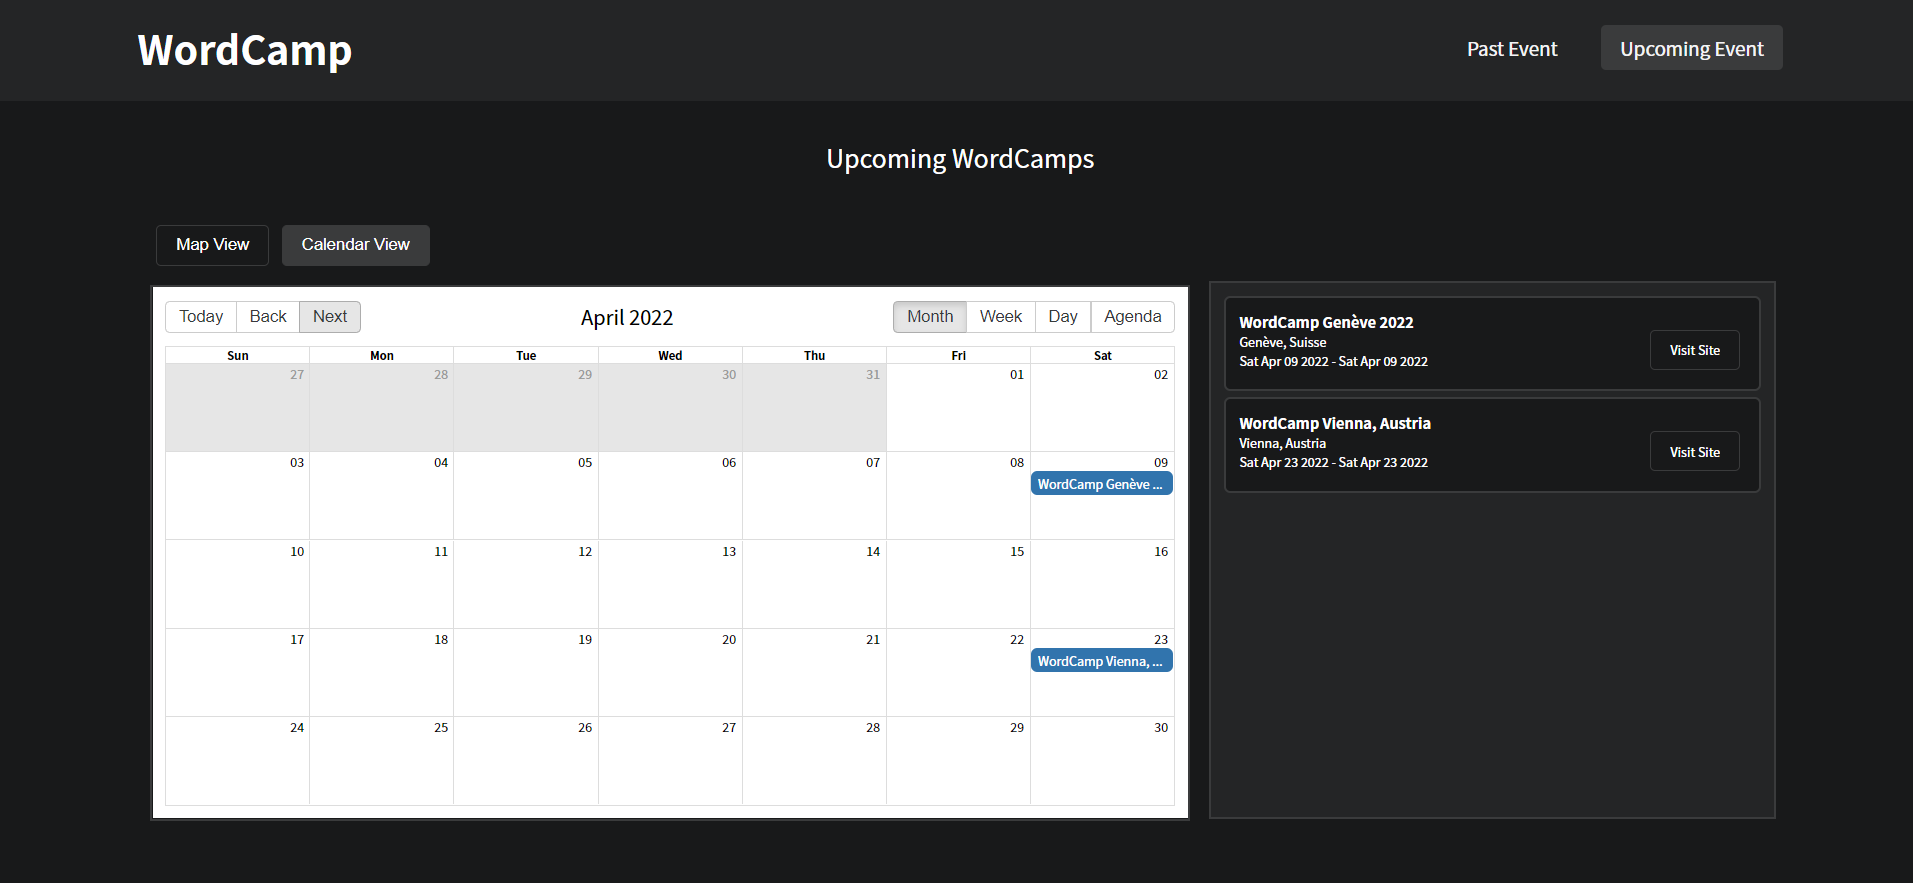 WordCamp
Past Event
Upcoming Event
Upcoming WordCamps
Map View
Calendar View
Today Back Next
April 2022
Month Week Day Agenda
Sun Mon Tue Wed Thu Fri Sat
27 28 29 30 31 01 02
03 04 05 06 07 08 09
WordCamp Genève ...
10 11 12 13 14 15 16
17 18 19 20 21 22 23
WordCamp Vienna, ...
24 25 26 27 28 29 30
WordCamp Genève 2022
Genève, Suisse
Sat Apr 09 2022 - Sat Apr 09 2022
Visit Site
WordCamp Vienna, Austria
Vienna, Austria
Sat Apr 23 2022 - Sat Apr 23 2022
Visit Site